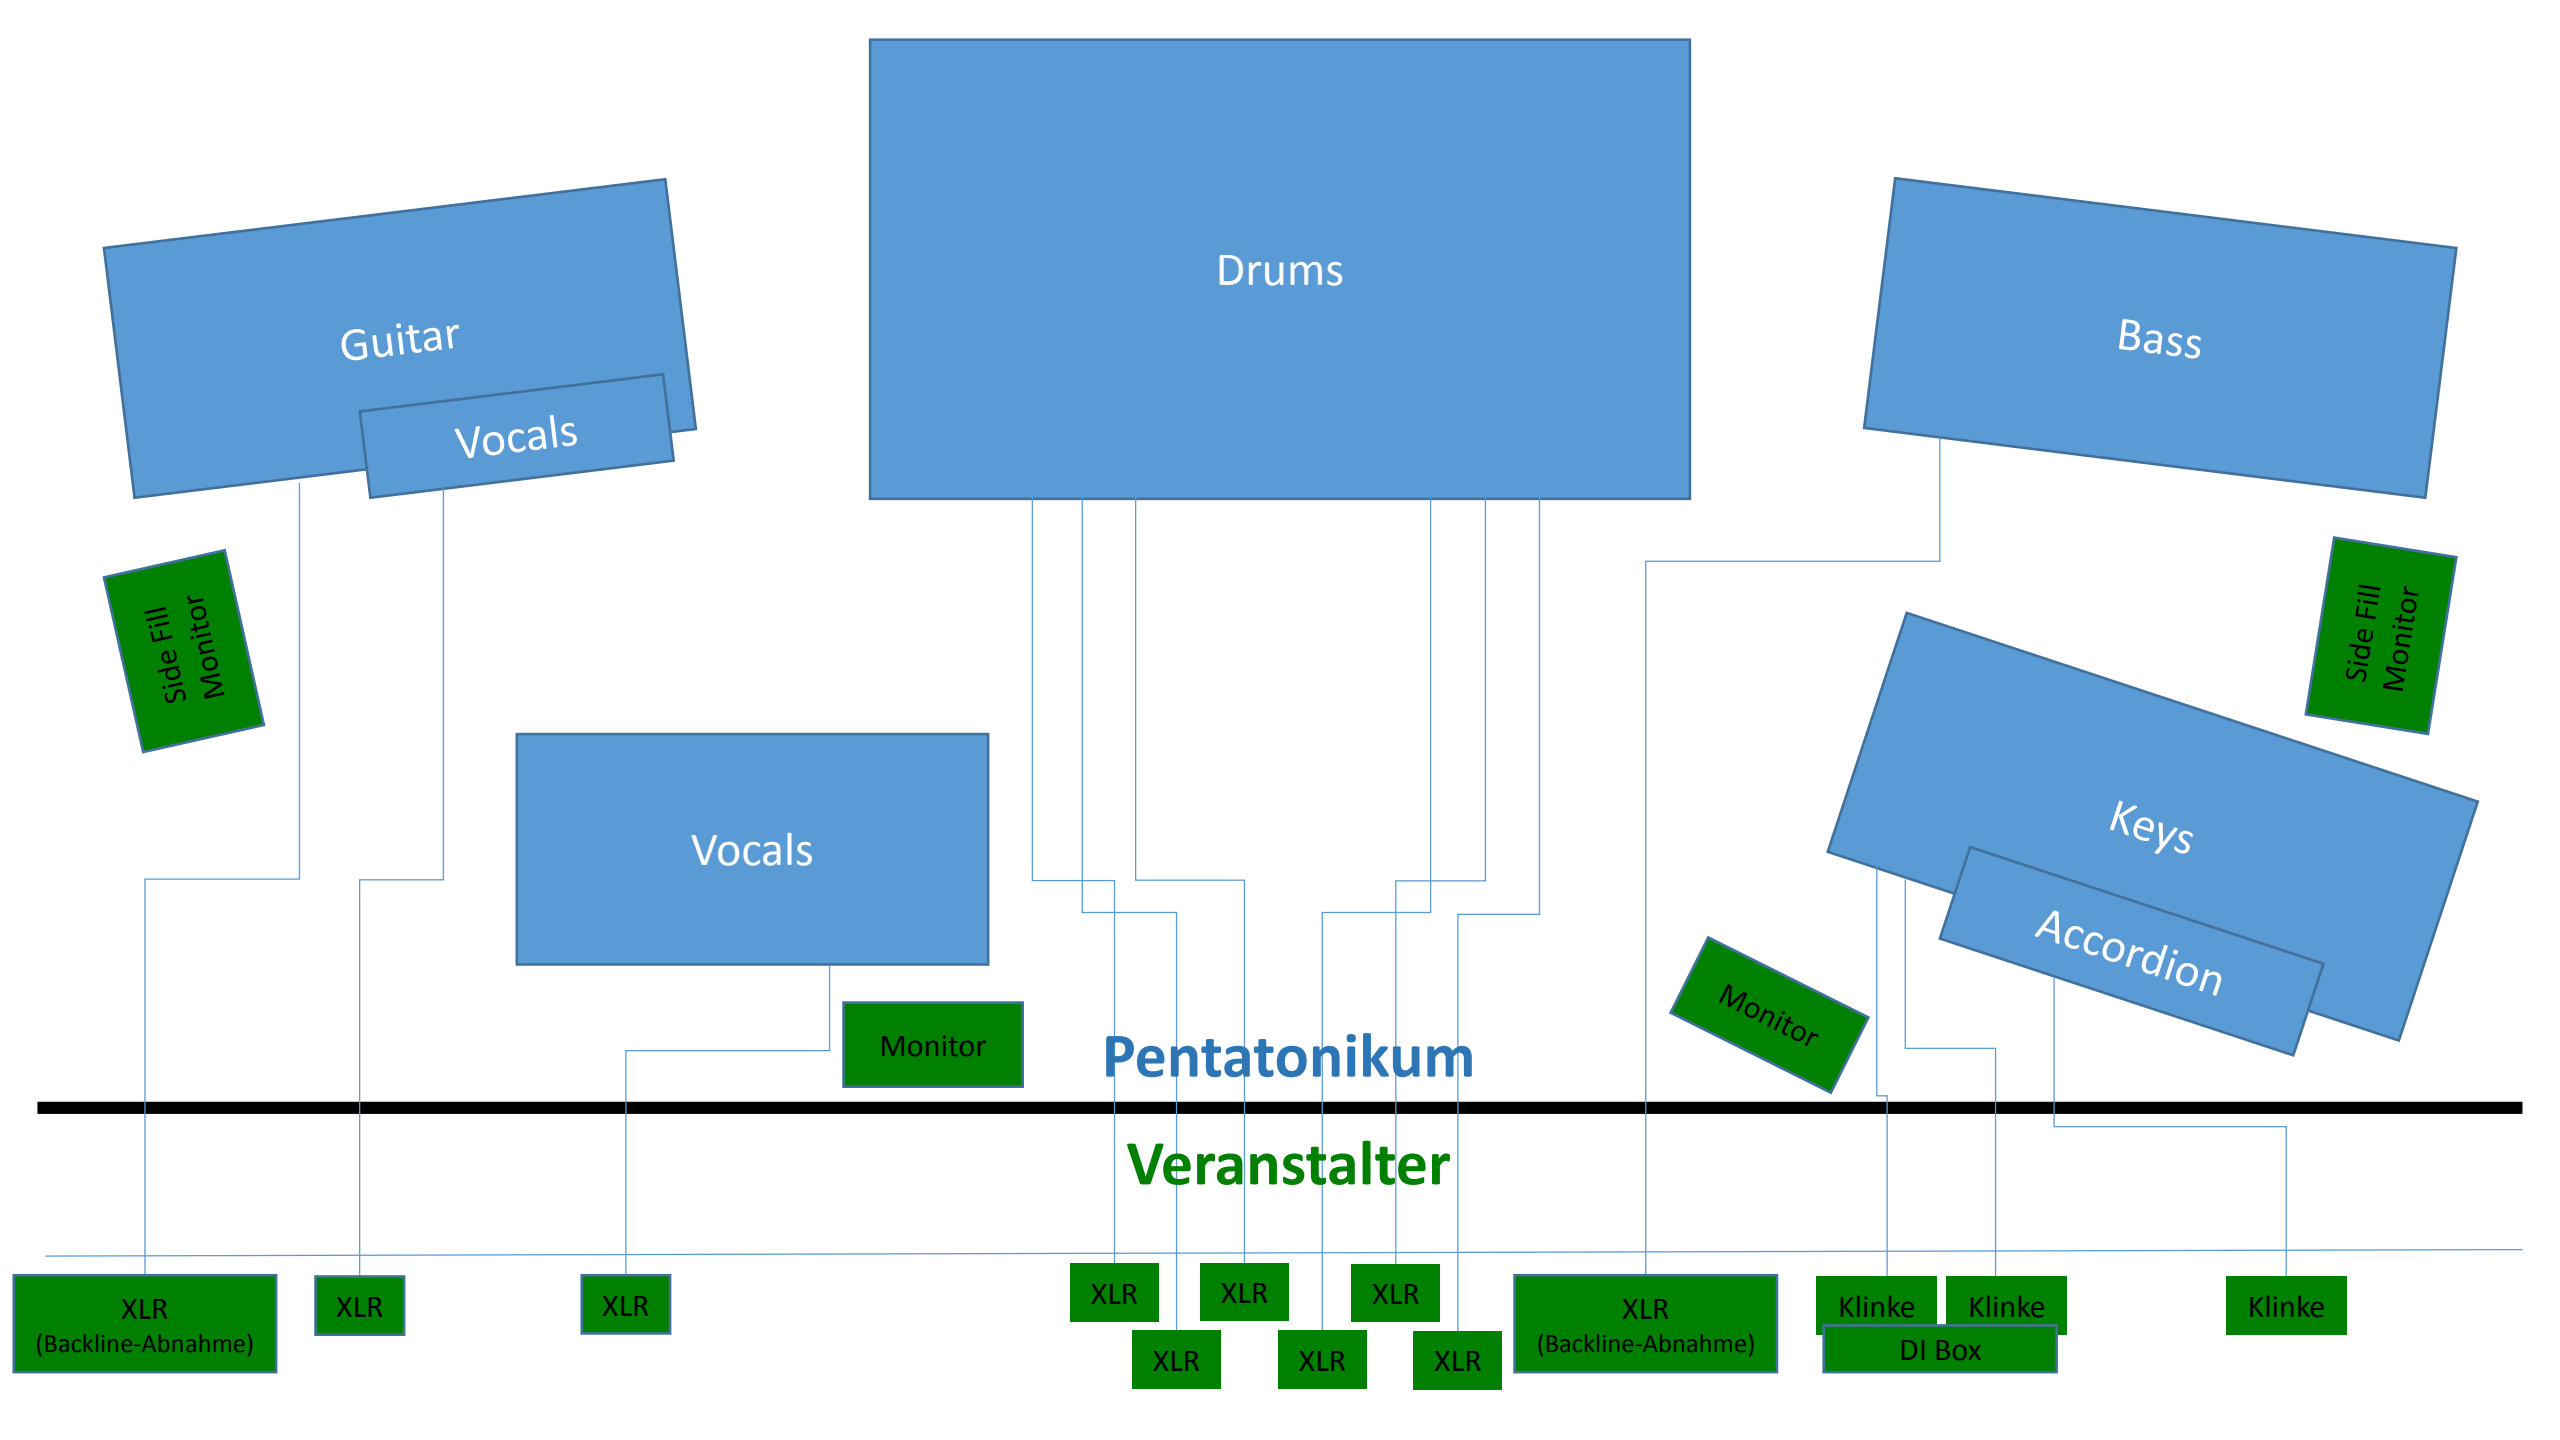 Drums
Guitar
Vocals
Bass
Side Fill
Monitor
Side Fill
Monitor
Vocals
Keys
Accordion
Monitor
Monitor
Pentatonikum
Veranstalter
XLR
(Backline-Abnahme)
XLR
XLR
XLR
XLR
XLR
XLR
XLR
XLR
XLR
(Backline-Abnahme)
Klinke
Klinke
DI Box
Klinke